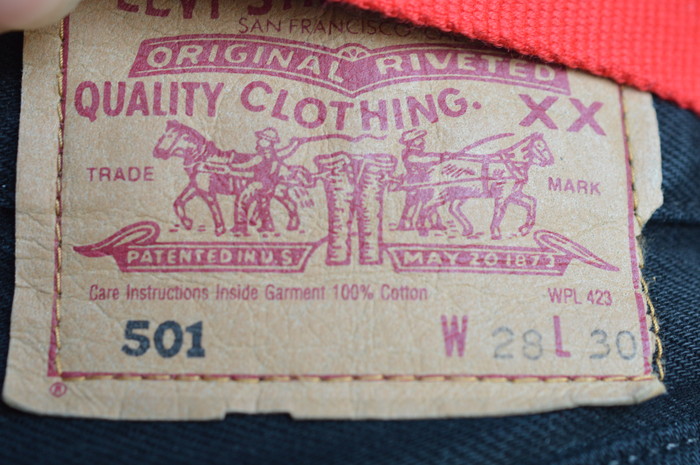 SAN FRANCISCO
ORIGINAL RIVETED
QUALITY CLOTHING. XX
TRADE MARK
PATENTED IN U.S MAY 20 1873
Care Instructions Inside Garment 100% Cotton WPL 423
501 W 28 L 30
®